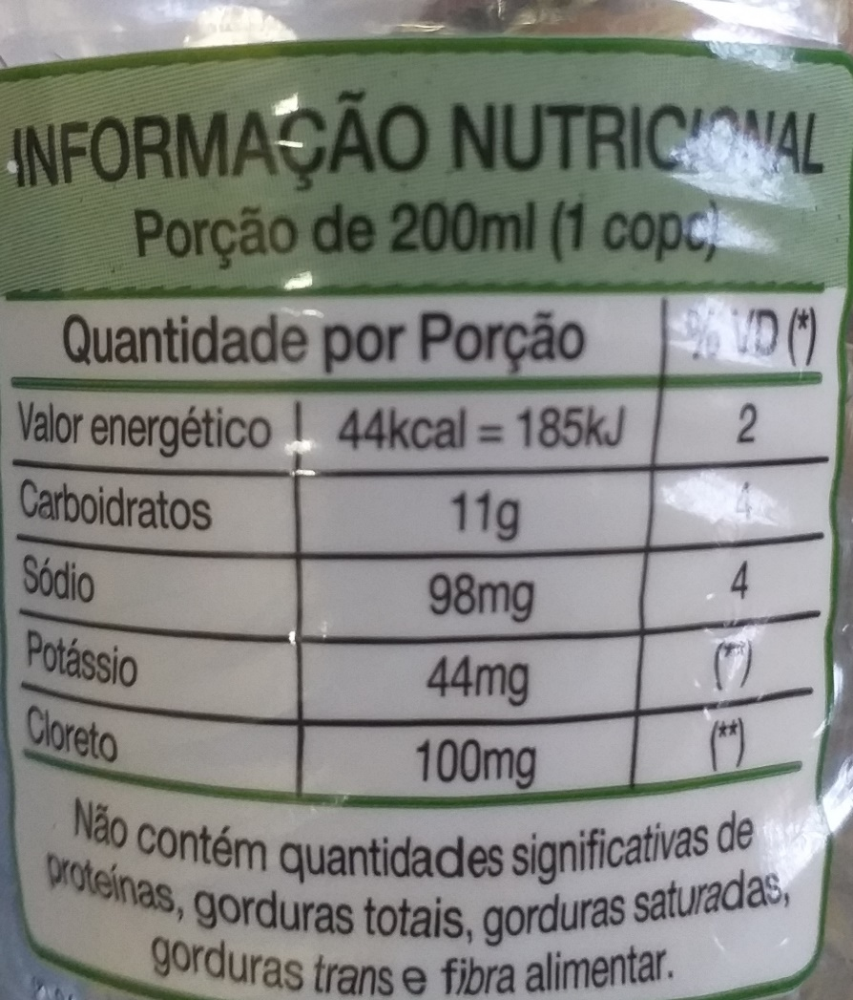 INFORMAÇÃO NUTRICIONAL
Porção de 200ml (1 copo)
Quantidade por Porção % VD (*)
Valor energético 44kcal = 185kJ 2
Carboidratos 11g 4
Sódio 98mg 4
Potássio 44mg (**)
Cloreto 100mg (**)
Não contém quantidades significativas de
proteínas, gorduras totais, gorduras saturadas,
gorduras trans e fibra alimentar.